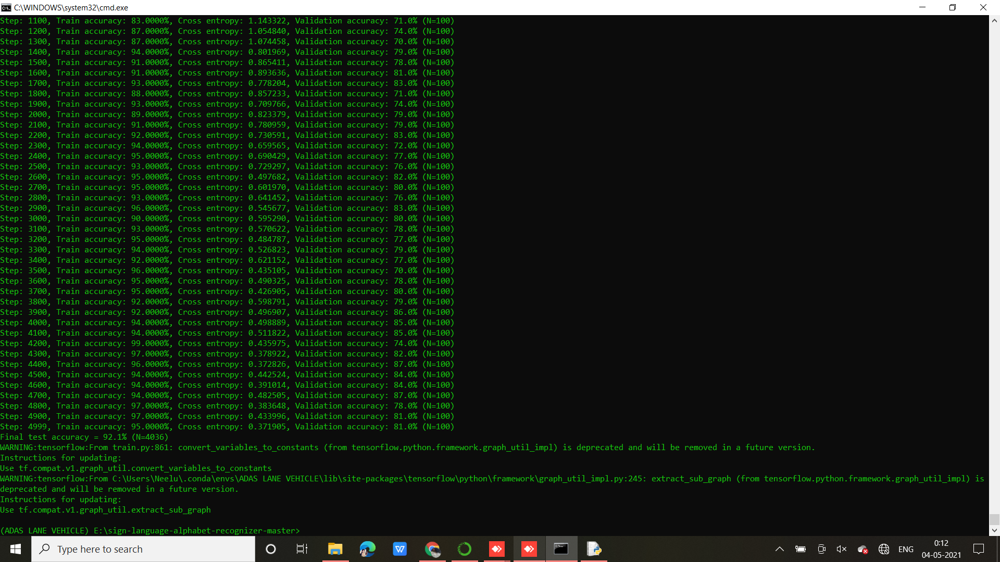 C:\WINDOWS\system32\cmd.exe
Step: 1100, Train accuracy: 83.0000%, Cross entropy: 1.143322, Validation accuracy: 71.0% (N=100)
Step: 1200, Train accuracy: 87.0000%, Cross entropy: 1.054840, Validation accuracy: 74.0% (N=100)
Step: 1300, Train accuracy: 87.0000%, Cross entropy: 1.074458, Validation accuracy: 70.0% (N=100)
Step: 1400, Train accuracy: 94.0000%, Cross entropy: 0.801969, Validation accuracy: 79.0% (N=100)
Step: 1500, Train accuracy: 91.0000%, Cross entropy: 0.865411, Validation accuracy: 78.0% (N=100)
Step: 1600, Train accuracy: 91.0000%, Cross entropy: 0.893636, Validation accuracy: 81.0% (N=100)
Step: 1700, Train accuracy: 93.0000%, Cross entropy: 0.778204, Validation accuracy: 83.0% (N=100)
Step: 1800, Train accuracy: 88.0000%, Cross entropy: 0.857233, Validation accuracy: 71.0% (N=100)
Step: 1900, Train accuracy: 93.0000%, Cross entropy: 0.709766, Validation accuracy: 74.0% (N=100)
Step: 2000, Train accuracy: 89.0000%, Cross entropy: 0.823379, Validation accuracy: 79.0% (N=100)
Step: 2100, Train accuracy: 91.0000%, Cross entropy: 0.780959, Validation accuracy: 79.0% (N=100)
Step: 2200, Train accuracy: 92.0000%, Cross entropy: 0.730591, Validation accuracy: 83.0% (N=100)
Step: 2300, Train accuracy: 94.0000%, Cross entropy: 0.659565, Validation accuracy: 72.0% (N=100)
Step: 2400, Train accuracy: 95.0000%, Cross entropy: 0.690429, Validation accuracy: 77.0% (N=100)
Step: 2500, Train accuracy: 93.0000%, Cross entropy: 0.729297, Validation accuracy: 76.0% (N=100)
Step: 2600, Train accuracy: 95.0000%, Cross entropy: 0.497682, Validation accuracy: 82.0% (N=100)
Step: 2700, Train accuracy: 95.0000%, Cross entropy: 0.601970, Validation accuracy: 80.0% (N=100)
Step: 2800, Train accuracy: 93.0000%, Cross entropy: 0.641452, Validation accuracy: 76.0% (N=100)
Step: 2900, Train accuracy: 96.0000%, Cross entropy: 0.545677, Validation accuracy: 83.0% (N=100)
Step: 3000, Train accuracy: 90.0000%, Cross entropy: 0.595290, Validation accuracy: 80.0% (N=100)
Step: 3100, Train accuracy: 93.0000%, Cross entropy: 0.570622, Validation accuracy: 78.0% (N=100)
Step: 3200, Train accuracy: 95.0000%, Cross entropy: 0.484787, Validation accuracy: 77.0% (N=100)
Step: 3300, Train accuracy: 94.0000%, Cross entropy: 0.526823, Validation accuracy: 79.0% (N=100)
Step: 3400, Train accuracy: 92.0000%, Cross entropy: 0.621152, Validation accuracy: 77.0% (N=100)
Step: 3500, Train accuracy: 96.0000%, Cross entropy: 0.435105, Validation accuracy: 70.0% (N=100)
Step: 3600, Train accuracy: 95.0000%, Cross entropy: 0.490325, Validation accuracy: 78.0% (N=100)
Step: 3700, Train accuracy: 95.0000%, Cross entropy: 0.426905, Validation accuracy: 80.0% (N=100)
Step: 3800, Train accuracy: 92.0000%, Cross entropy: 0.598791, Validation accuracy: 79.0% (N=100)
Step: 3900, Train accuracy: 92.0000%, Cross entropy: 0.496907, Validation accuracy: 86.0% (N=100)
Step: 4000, Train accuracy: 94.0000%, Cross entropy: 0.498889, Validation accuracy: 85.0% (N=100)
Step: 4100, Train accuracy: 94.0000%, Cross entropy: 0.511822, Validation accuracy: 85.0% (N=100)
Step: 4200, Train accuracy: 99.0000%, Cross entropy: 0.435975, Validation accuracy: 74.0% (N=100)
Step: 4300, Train accuracy: 97.0000%, Cross entropy: 0.378922, Validation accuracy: 82.0% (N=100)
Step: 4400, Train accuracy: 96.0000%, Cross entropy: 0.372826, Validation accuracy: 87.0% (N=100)
Step: 4500, Train accuracy: 94.0000%, Cross entropy: 0.442524, Validation accuracy: 84.0% (N=100)
Step: 4600, Train accuracy: 94.0000%, Cross entropy: 0.391014, Validation accuracy: 84.0% (N=100)
Step: 4700, Train accuracy: 94.0000%, Cross entropy: 0.482505, Validation accuracy: 87.0% (N=100)
Step: 4800, Train accuracy: 97.0000%, Cross entropy: 0.383648, Validation accuracy: 78.0% (N=100)
Step: 4900, Train accuracy: 97.0000%, Cross entropy: 0.433996, Validation accuracy: 81.0% (N=100)
Step: 4999, Train accuracy: 95.0000%, Cross entropy: 0.371905, Validation accuracy: 81.0% (N=100)
Final test accuracy = 92.1% (N=4036)
WARNING:tensorflow:From train.py:861: convert_variables_to_constants (from tensorflow.python.framework.graph_util_impl) is deprecated and will be removed in a future version.
Instructions for updating:
Use tf.compat.v1.graph_util.convert_variables_to_constants
WARNING:tensorflow:From C:\Users\Neelu\.conda\envs\ADAS LANE VEHICLE\lib\site-packages\tensorflow\python\framework\graph_util_impl.py:245: extract_sub_graph (from tensorflow.python.framework.graph_util_impl) is
deprecated and will be removed in a future version.
Instructions for updating:
Use tf.compat.v1.graph_util.extract_sub_graph
(ADAS LANE VEHICLE) E:\sign-language-alphabet-recognizer-master>
Type here to search
ENG
0:12
04-05-2021